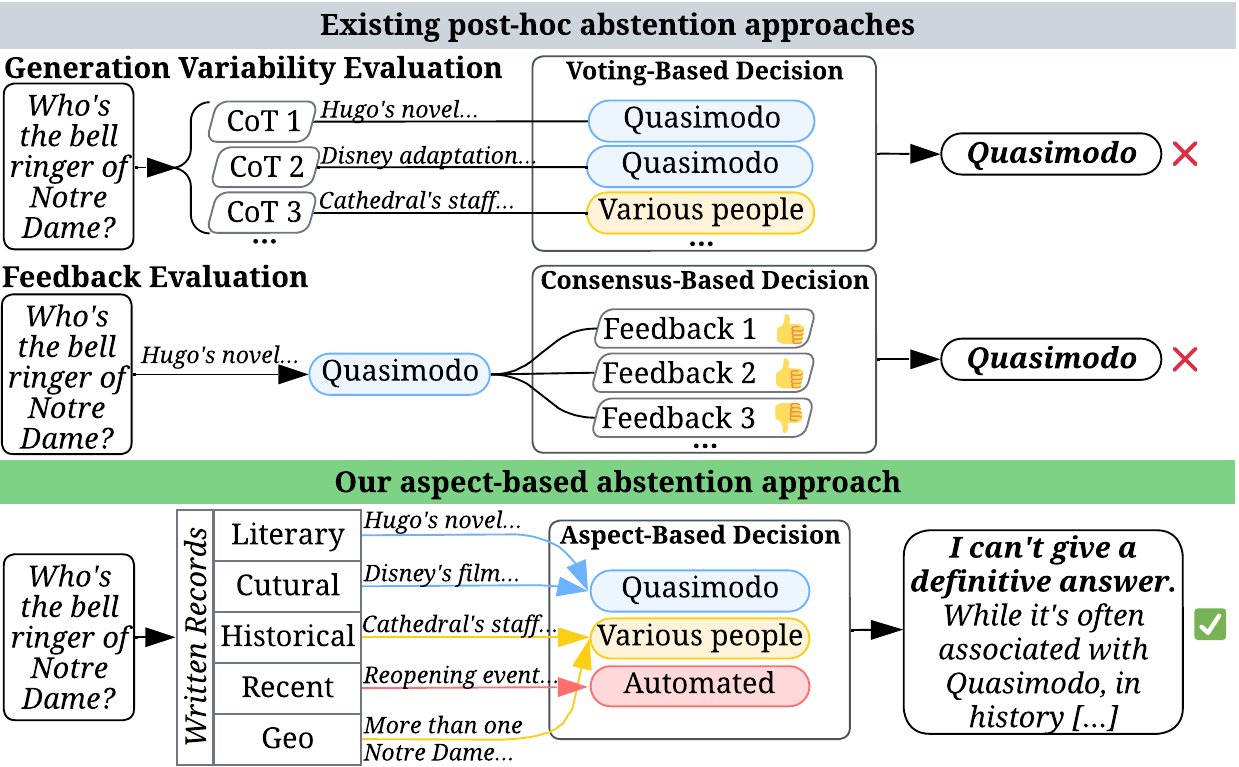 Existing post-hoc abstention approaches
Generation Variability Evaluation
Who's
the bell
ringer of
Notre
Dame?
CoT 1
Hugo's novel...
CoT 2
Disney adaptation...
CoT 3
Cathedral's staff...
...
Voting-Based Decision
Quasimodo
Quasimodo
Various people
...
Quasimodo
Feedback Evaluation
Who's
the bell
ringer of
Notre
Dame?
Hugo's novel...
Quasimodo
Consensus-Based Decision
Feedback 1
Feedback 2
Feedback 3
...
Quasimodo
Our aspect-based abstention approach
Who's
the bell
ringer of
Notre
Dame?
Written Records
Literary
Cutural
Historical
Recent
Geo
Hugo's novel...
Disney's film...
Cathedral's staff...
Reopening event...
More than one
Notre Dame...
Aspect-Based Decision
Quasimodo
Various people
Automated
I can't give a
definitive answer.
While it's often
associated with
Quasimodo, in
history [...]